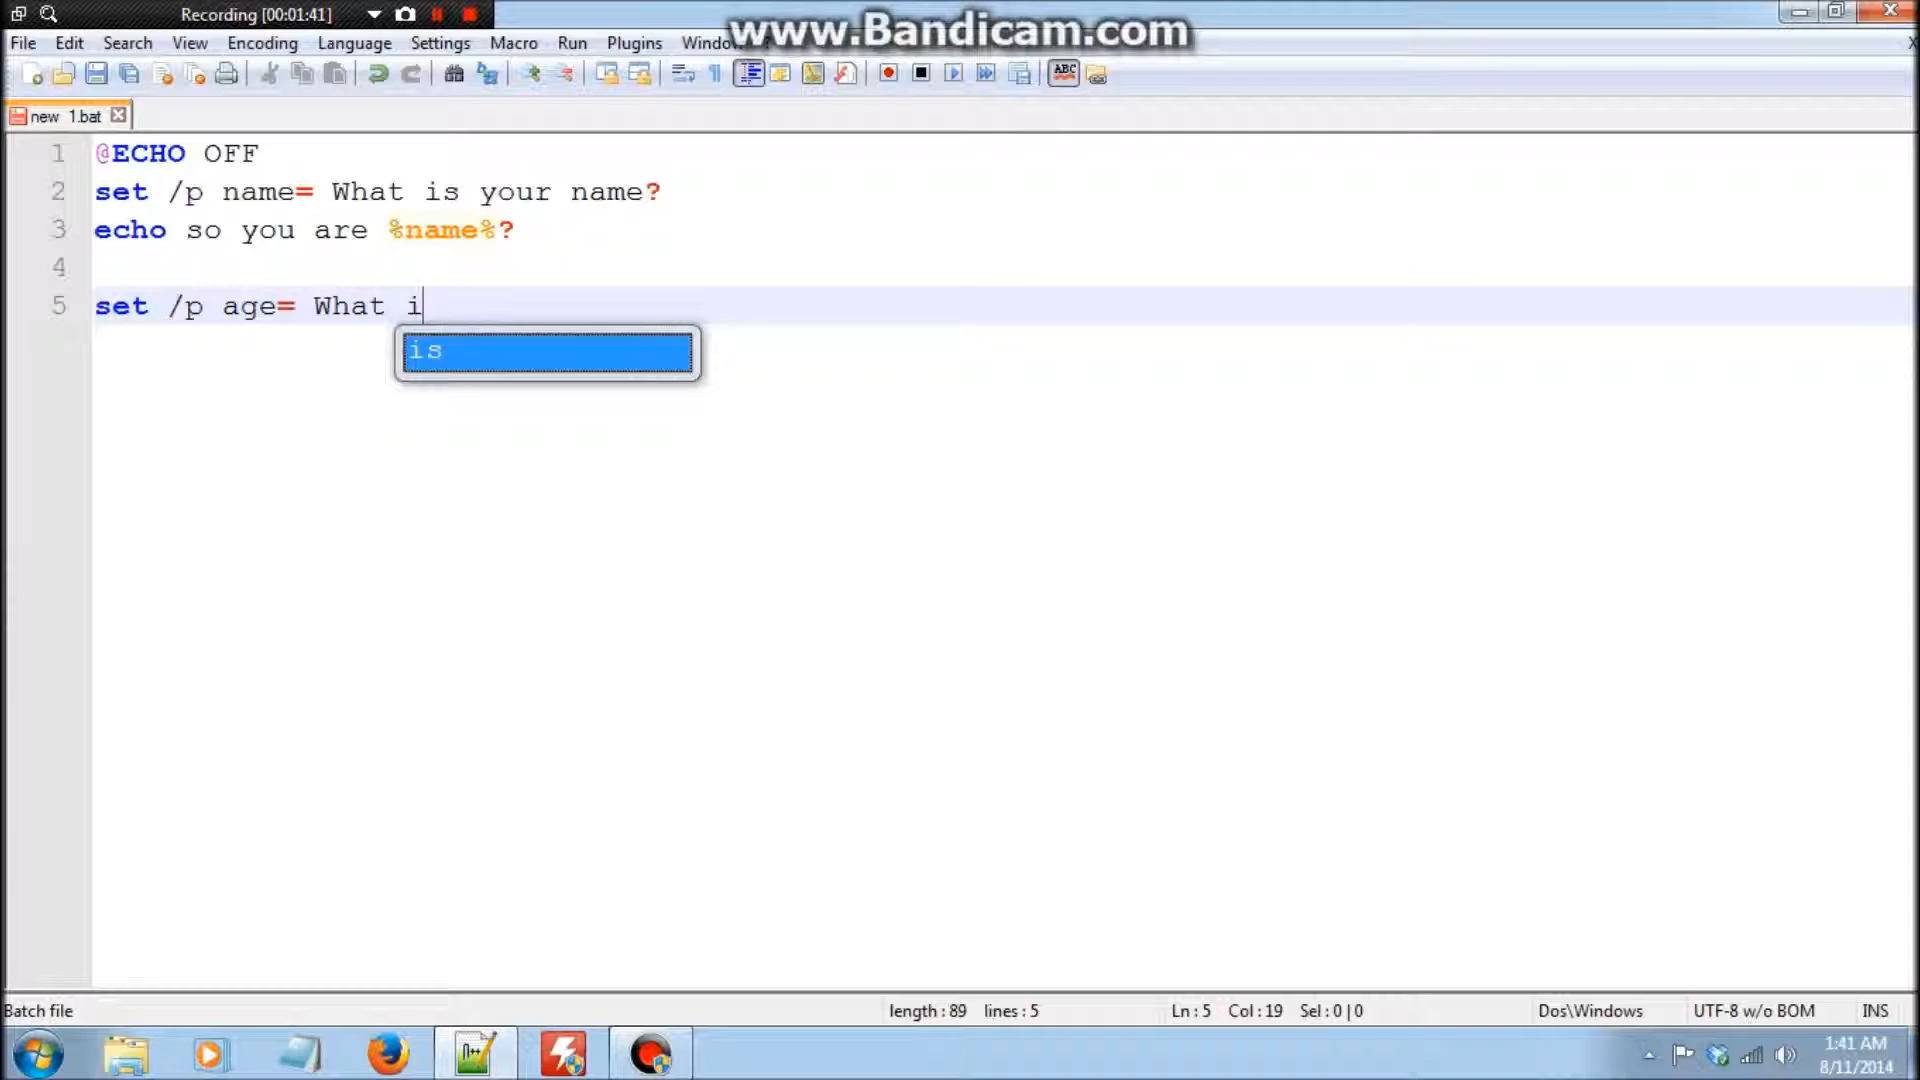 Recording [00:01:41]
www.Bandicam.com
File Edit Search View Encoding Language Settings Macro Run Plugins Window X
ABC
new 1.bat
1 @ECHO OFF
2 set /p name= What is your name?
3 echo so you are %name%?
4
5 set /p age= What i
is
Batch file length : 89 lines : 5 Ln : 5 Col : 19 Sel : 0 | 0 Dos\Windows UTF-8 w/o BOM INS
1:41 AM
8/11/2014